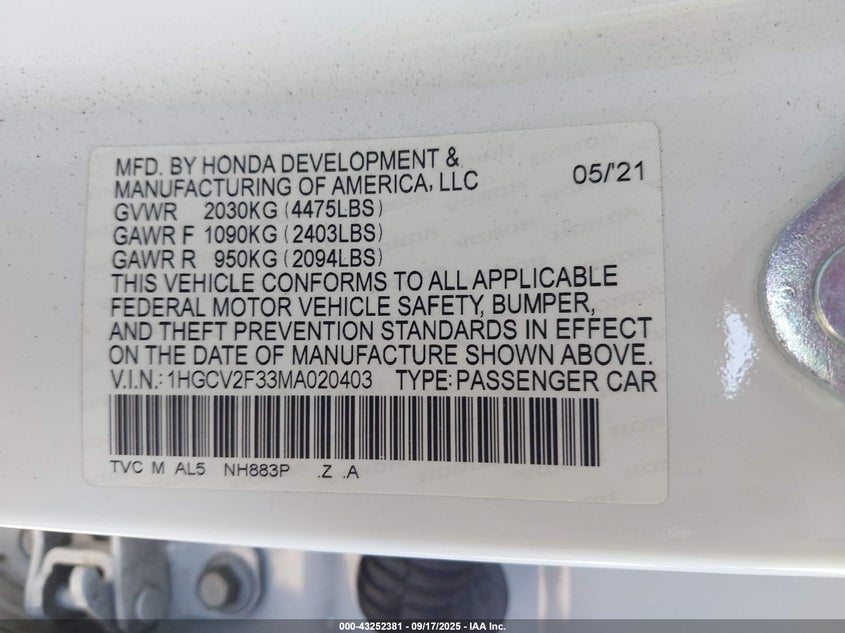 MFD. BY HONDA DEVELOPMENT &
MANUFACTURING OF AMERICA, LLC 05/'21
GVWR 2030KG (4475LBS)
GAWR F 1090KG (2403LBS)
GAWR R 950KG (2094LBS)
THIS VEHICLE CONFORMS TO ALL APPLICABLE
FEDERAL MOTOR VEHICLE SAFETY, BUMPER,
AND THEFT PREVENTION STANDARDS IN EFFECT
ON THE DATE OF MANUFACTURE SHOWN ABOVE.
V.I.N.: 1HGCV2F33MA020403 TYPE: PASSENGER CAR
TVC M AL5 NH883P .Z .A
000-43252381 - 09/17/2025 - IAA Inc.